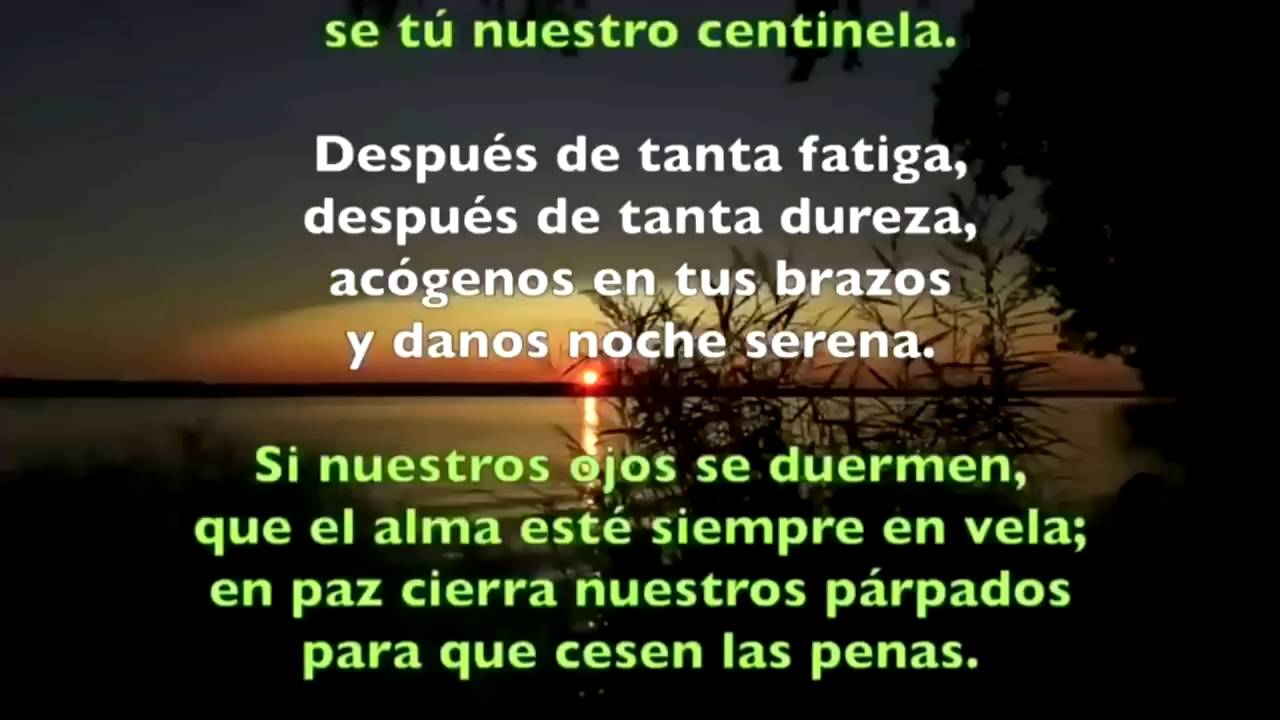 se tú nuestro centinela.
Después de tanta fatiga,
después de tanta dureza,
acógenos en tus brazos
y danos noche serena.
Si nuestros ojos se duermen,
que el alma esté siempre en vela;
en paz cierra nuestros párpados
para que cesen las penas.